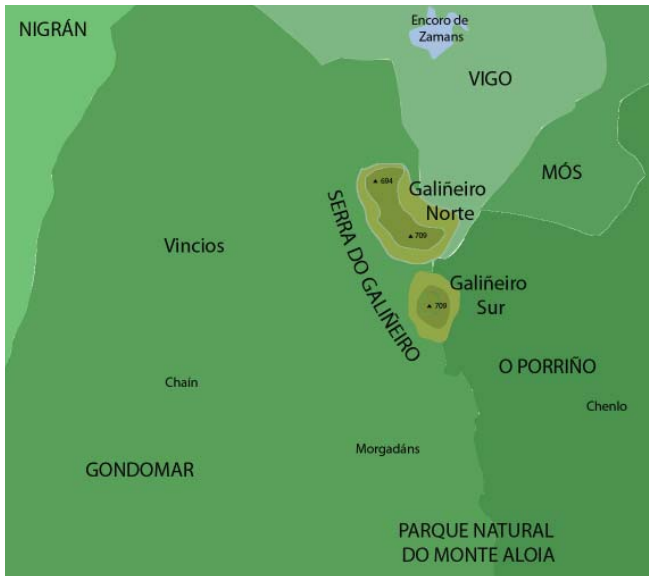 NIGRÁN
Encoro de
Zamans
VIGO
MÓS
▲ 694
Galiñeiro
Norte
▲ 709
SERRA DO GALIÑEIRO
Vincios
Galiñeiro
Sur
▲ 709
O PORRIÑO
Chaín
Chenlo
Morgadáns
GONDOMAR
PARQUE NATURAL
DO MONTE ALOIA